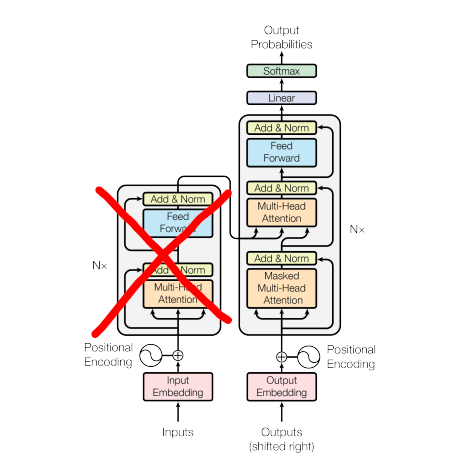 Output
Probabilities
Softmax
Linear
Add & Norm
Feed
Forward
Add & Norm
Multi-Head
Attention
Add & Norm
Masked
Multi-Head
Attention
N×
Add & Norm
Feed
Forward
Add & Norm
Multi-Head
Attention
N×
Positional
Encoding
Positional
Encoding
Input
Embedding
Output
Embedding
Inputs
Outputs
(shifted right)